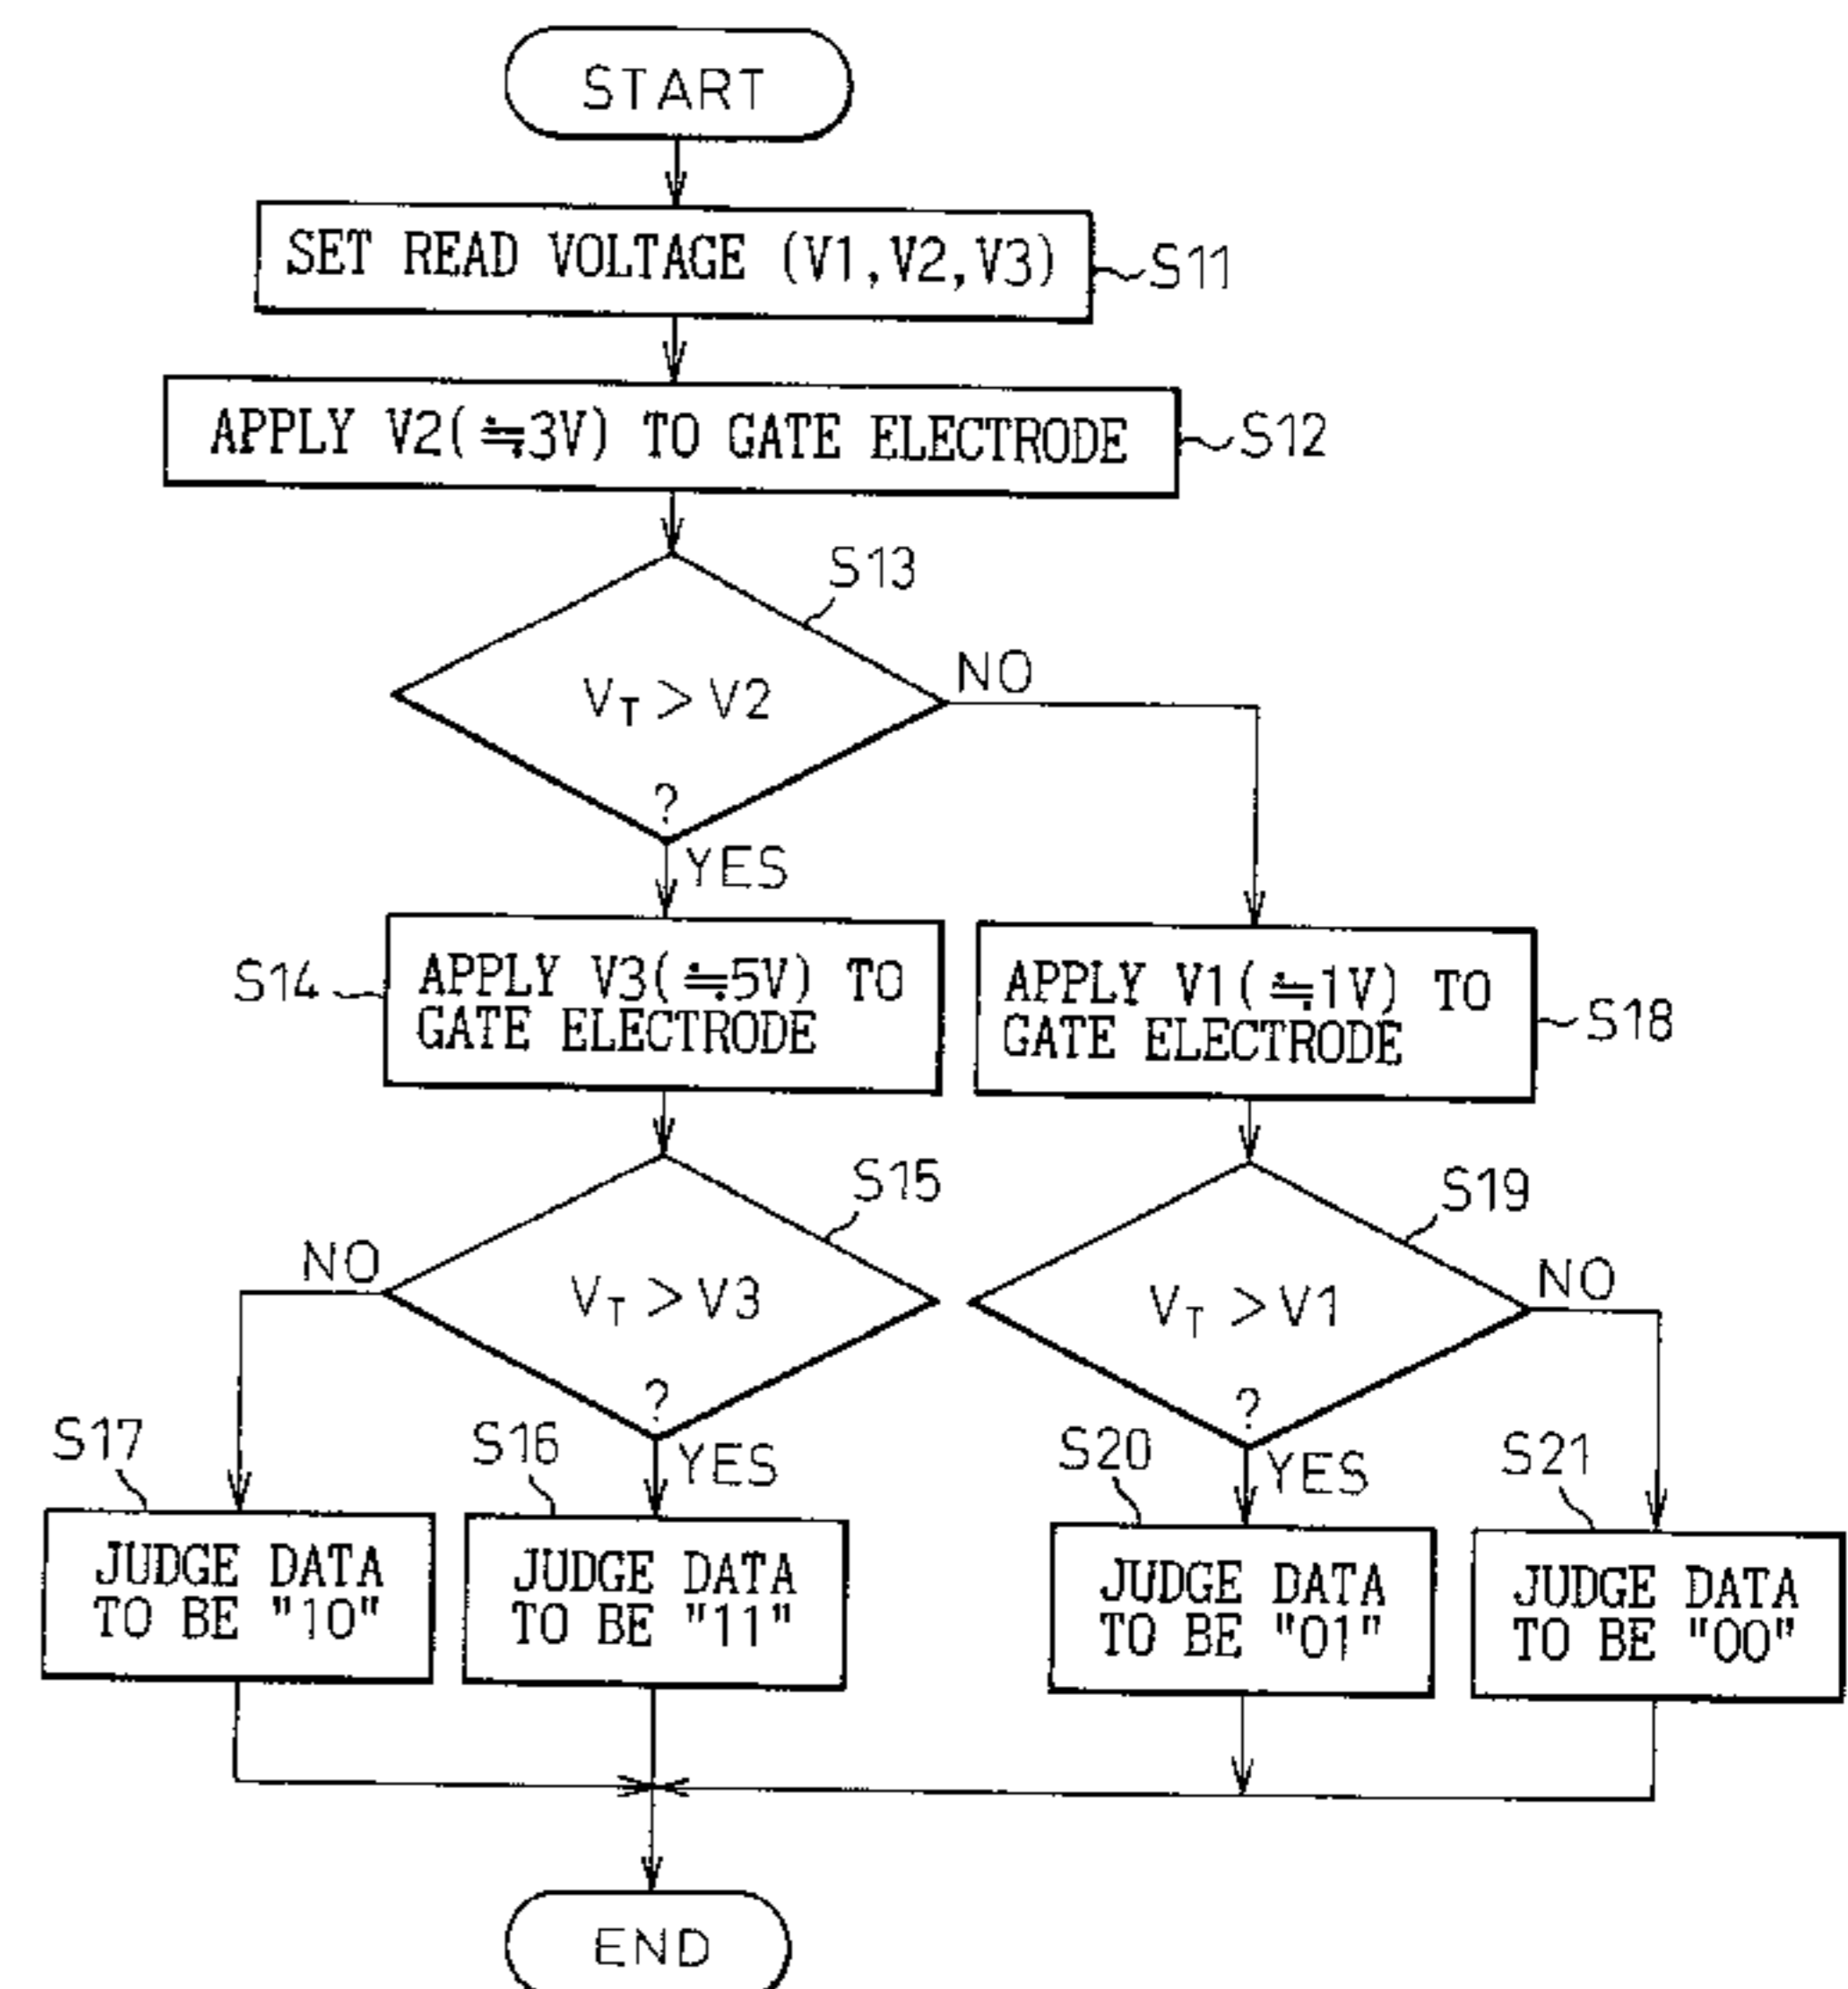 START
SET READ VOLTAGE (V1,V2,V3)
S11
APPLY V2(≒3V) TO GATE ELECTRODE
S12
S13
V_T > V2
?
NO
YES
S14
APPLY V3(≒5V) TO
GATE ELECTRODE
APPLY V1(≒1V) TO
GATE ELECTRODE
S18
S15
V_T > V3
?
NO
YES
S19
V_T > V1
?
NO
YES
S17
JUDGE DATA
TO BE "10"
S16
JUDGE DATA
TO BE "11"
S20
JUDGE DATA
TO BE "01"
S21
JUDGE DATA
TO BE "00"
END